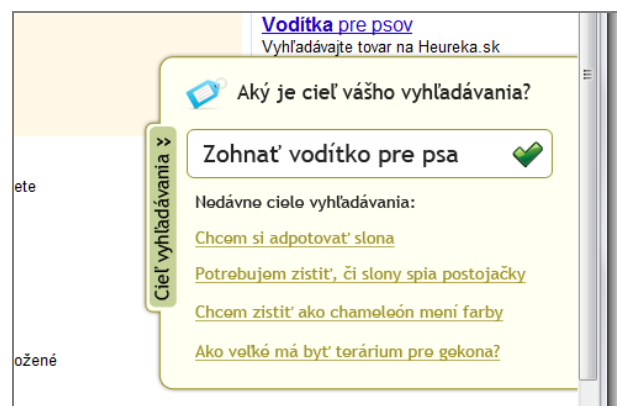 Vodítka pre psov
Vyhľadávajte tovar na Heureka.sk
Aký je cieľ vášho vyhľadávania?
Cieľ vyhľadávania »
Zohnať vodítko pre psa
Nedávne ciele vyhľadávania:
Chcem si adpotovať slona
Potrebujem zistiť, či slony spia postojačky
Chcem zistiť ako chameleón mení farby
Ako veľké má byť terárium pre gekona?
ete
ožené